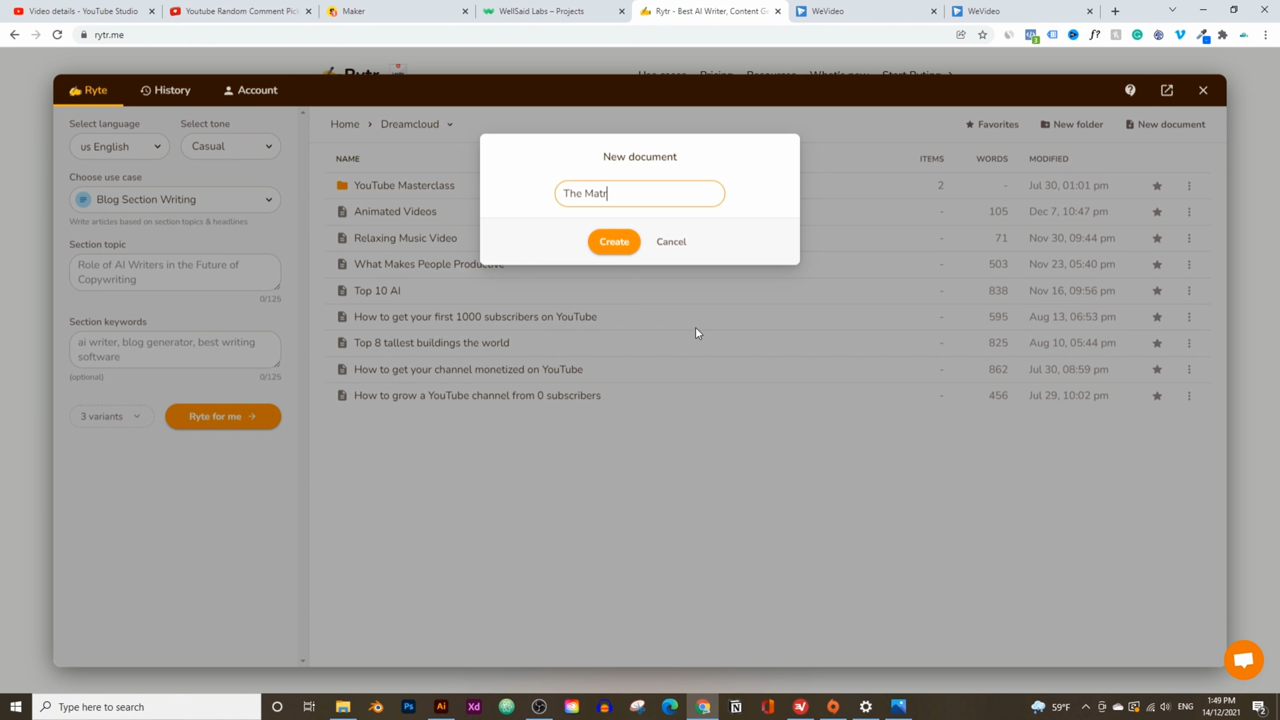 Video details - YouTube Studio
Youtube Random Comment Pic
Maker
WellSaid Labs – Projects
Rytr - Best AI Writer, Content Ge
WeVideo
WeVideo
rytr.me
Ryte
History
Account
Select language
Select tone
us English
Casual
Choose use case
Blog Section Writing
Write articles based on section topics & headlines
Section topic
Role of AI Writers in the Future of
Copywriting
0/125
Section keywords
ai writer, blog generator, best writing
software
(optional)
0/125
3 variants
Ryte for me
Home
Dreamcloud
Favorites
New folder
New document
NAME
ITEMS
WORDS
MODIFIED
YouTube Masterclass
2
-
Jul 30, 01:01 pm
Animated Videos
-
105
Dec 7, 10:47 pm
Relaxing Music Video
-
71
Nov 30, 09:44 pm
What Makes People Productive
-
503
Nov 23, 05:40 pm
Top 10 AI
-
838
Nov 16, 09:56 pm
How to get your first 1000 subscribers on YouTube
-
595
Aug 13, 06:53 pm
Top 8 tallest buildings the world
-
825
Aug 10, 05:44 pm
How to get your channel monetized on YouTube
-
862
Jul 30, 08:59 pm
How to grow a YouTube channel from 0 subscribers
-
456
Jul 29, 10:02 pm
New document
The Matr
Create
Cancel
Type here to search
59°F
ENG
1:49 PM
14/12/2021